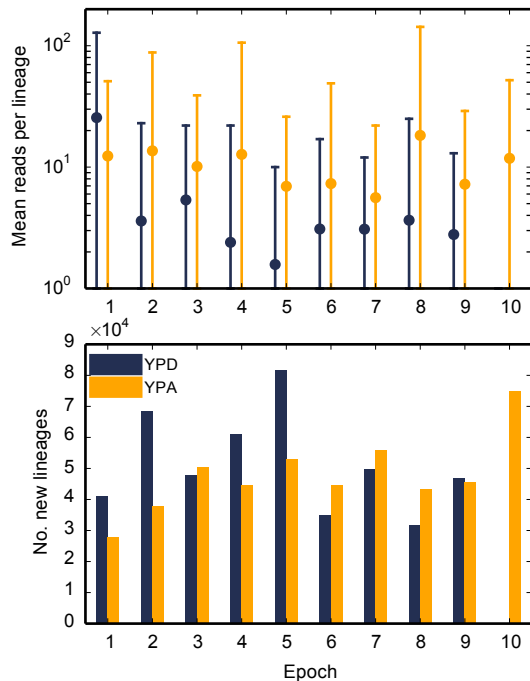 Mean reads per lineage
10²
10¹
10⁰
1 2 3 4 5 6 7 8 9 10
×10⁴
No. new lineages
9
8
7
6
5
4
3
2
1
0
YPD
YPA
1 2 3 4 5 6 7 8 9 10
Epoch